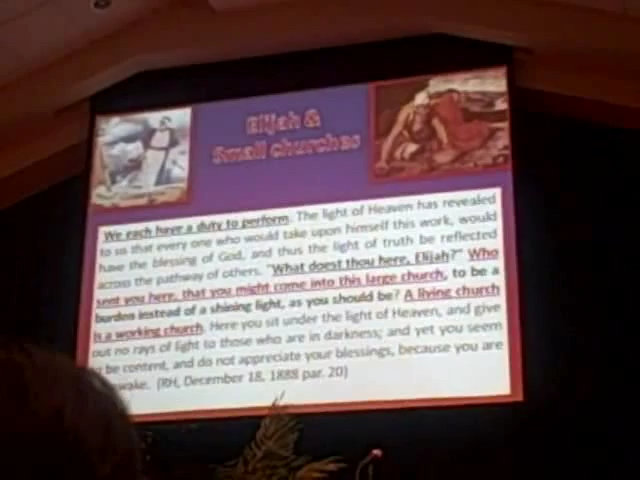 Elijah &
Small churches
We each have a duty to perform. The light of Heaven has revealed
to us that every one who would take upon himself this work, would
have the blessing of God, and thus the light of truth be reflected
across the pathway of others. "What doest thou here, Elijah?" Who
sent you here, that you might come into this large church, to be a
burden instead of a shining light, as you should be? A living church
is a working church. Here you sit under the light of Heaven, and give
out no rays of light to those who are in darkness; and yet you seem
be content, and do not appreciate your blessings, because you are
(RH, December 18, 1888 par. 20)